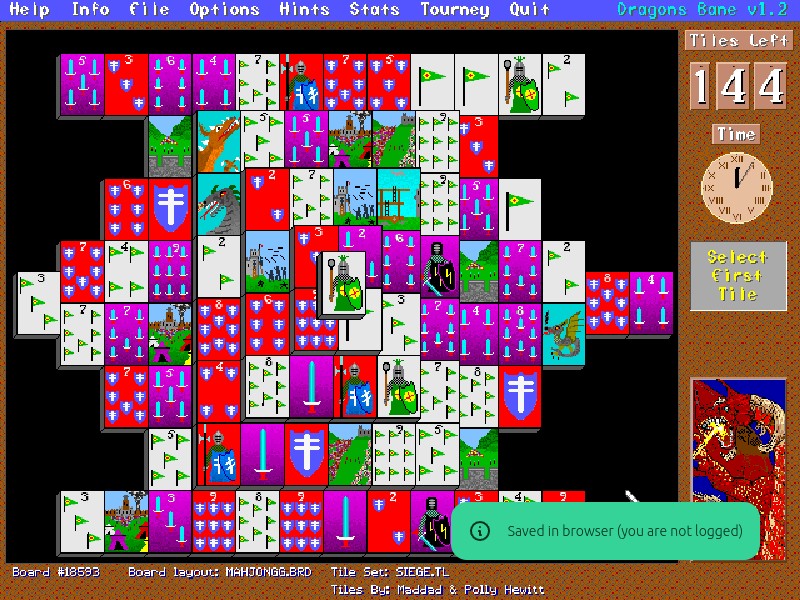 Help Info File Options Hints Stats Tourney Quit Dragons Bane v1.2
Tiles Left
144
Time
Select
First
Tile
Saved in browser (you are not logged)
Board #18593 Board layout: MAHJONGG.BRD Tile Set: SIEGE.TL
Tiles By: Maddad & Polly Hewitt